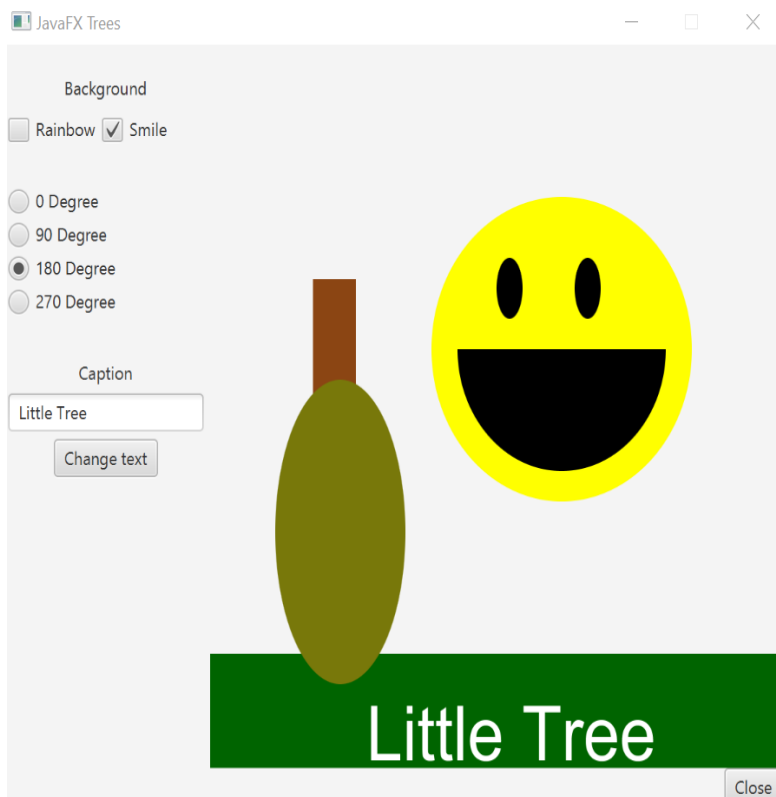 JavaFX Trees
Background
Rainbow Smile
0 Degree
90 Degree
180 Degree
270 Degree
Caption
Little Tree
Change text
Little Tree
Close